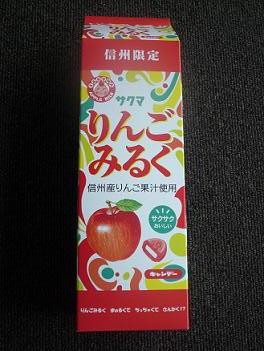 信州限定
サクマ
りんご
みるく
信州産りんご果汁使用
サクサク
おいしい
キャンデー
りんごみるく まぁるくて ちっちゃくて さんかく!?